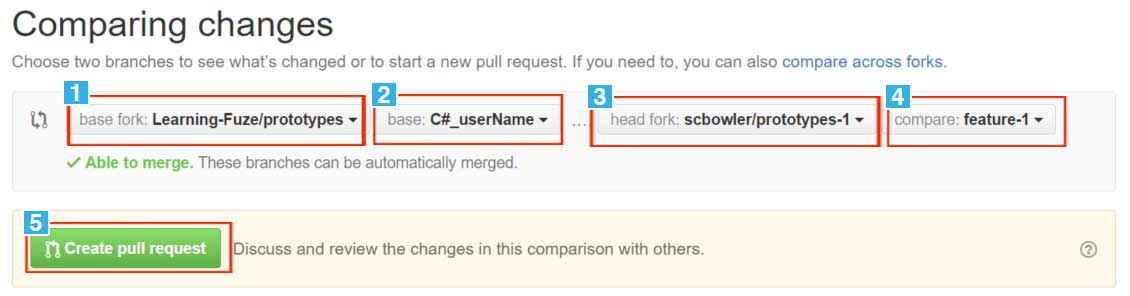 Comparing changes
Choose two branches to see what's changed or to start a new pull request. If you need to, you can also compare across forks.
1 2 3 4
base fork: Learning-Fuze/prototypes base: C#_userName ... head fork: scbowler/prototypes-1 compare: feature-1
Able to merge. These branches can be automatically merged.
5
Create pull request Discuss and review the changes in this comparison with others. ?